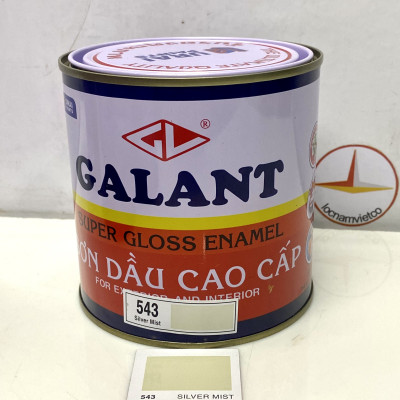 GL ®
GALANT
SUPER GLOSS ENAMEL
ƠN DẦU CAO CẤP
FOR EXTERIOR AND INTERIOR
543
Silver Mist
543 SILVER MIST
locnamvietco